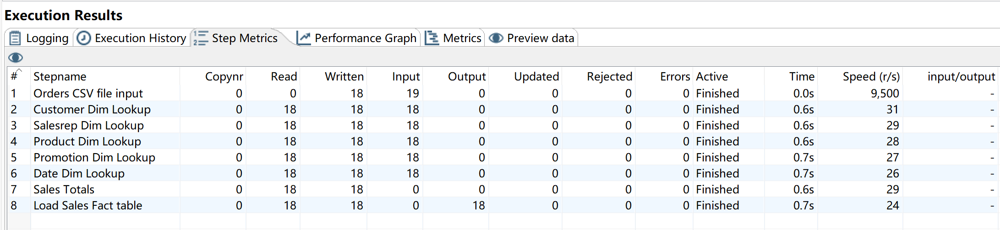 Execution Results
Logging Execution History Step Metrics Performance Graph Metrics Preview data
# Stepname Copynr Read Written Input Output Updated Rejected Errors Active Time Speed (r/s) input/output
1 Orders CSV file input 0 0 18 19 0 0 0 0 Finished 0.0s 9,500 -
2 Customer Dim Lookup 0 18 18 18 0 0 0 0 Finished 0.6s 31 -
3 Salesrep Dim Lookup 0 18 18 18 0 0 0 0 Finished 0.6s 29 -
4 Product Dim Lookup 0 18 18 18 0 0 0 0 Finished 0.6s 28 -
5 Promotion Dim Lookup 0 18 18 18 0 0 0 0 Finished 0.7s 27 -
6 Date Dim Lookup 0 18 18 18 0 0 0 0 Finished 0.7s 26 -
7 Sales Totals 0 18 18 0 0 0 0 0 Finished 0.6s 29 -
8 Load Sales Fact table 0 18 18 0 18 0 0 0 Finished 0.7s 24 -